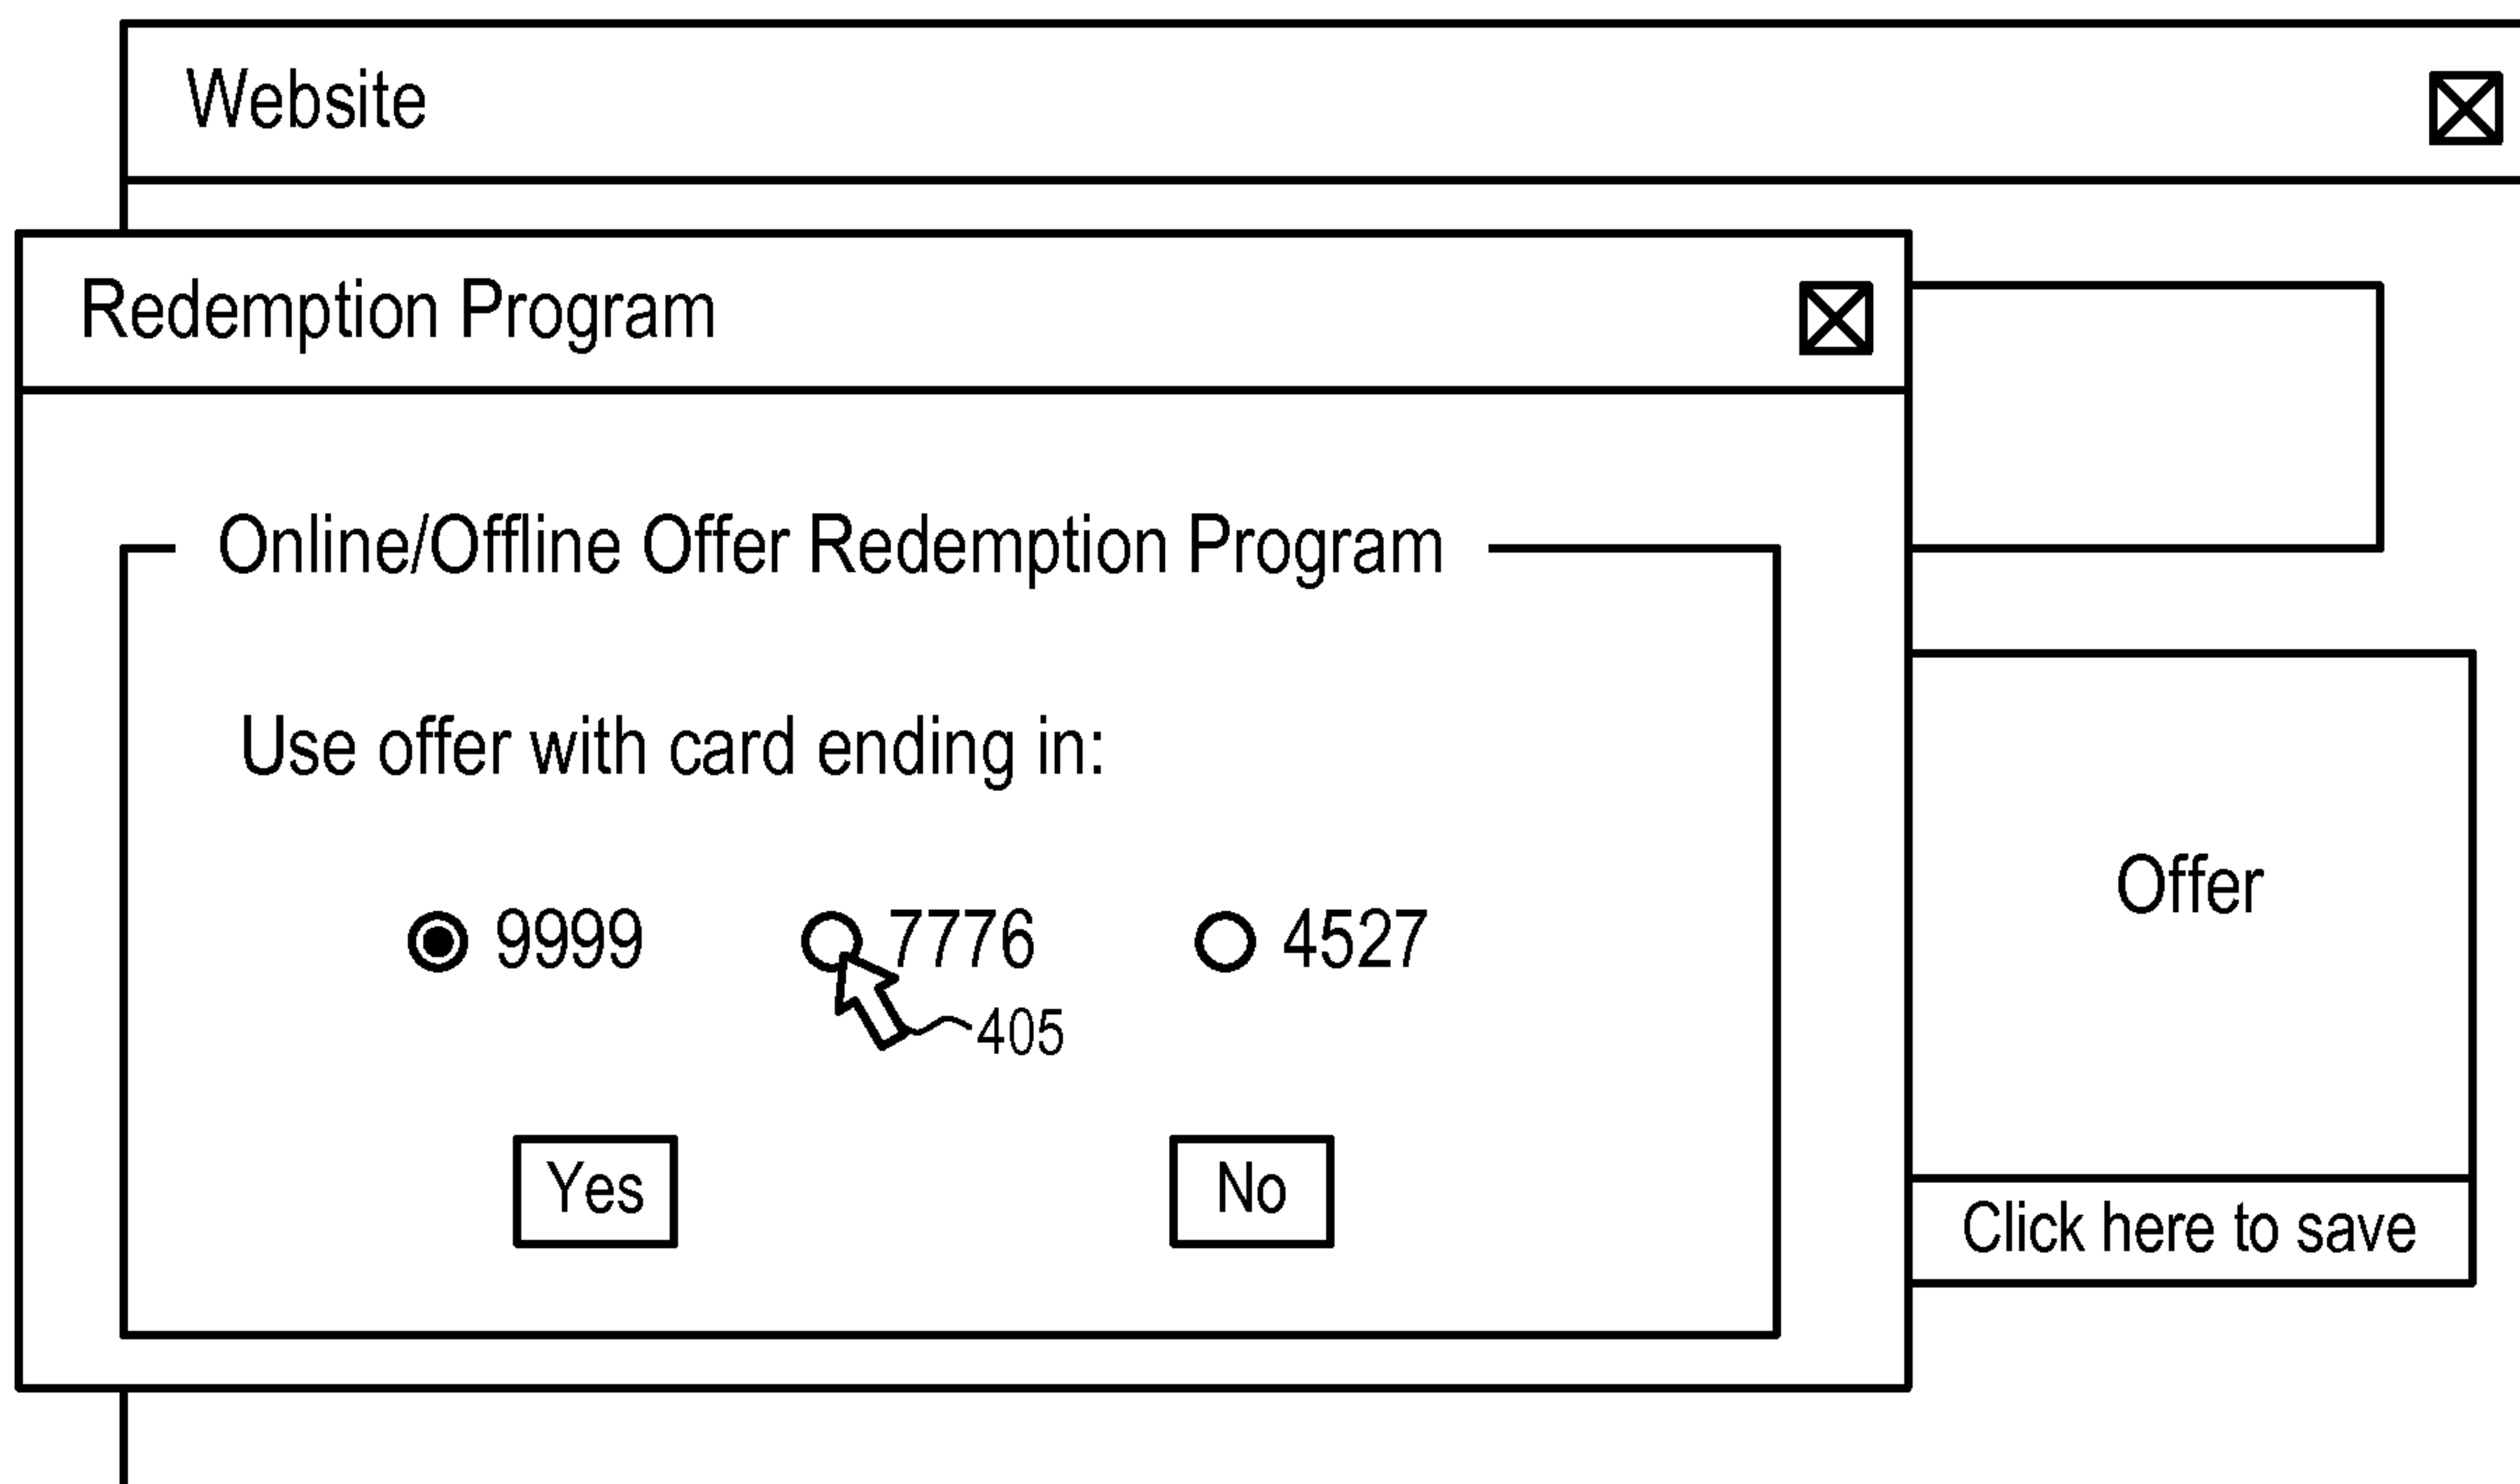 Website
Redemption Program
Online/Offline Offer Redemption Program
Use offer with card ending in:
9999 7776 4527
405
Yes No
Offer
Click here to save